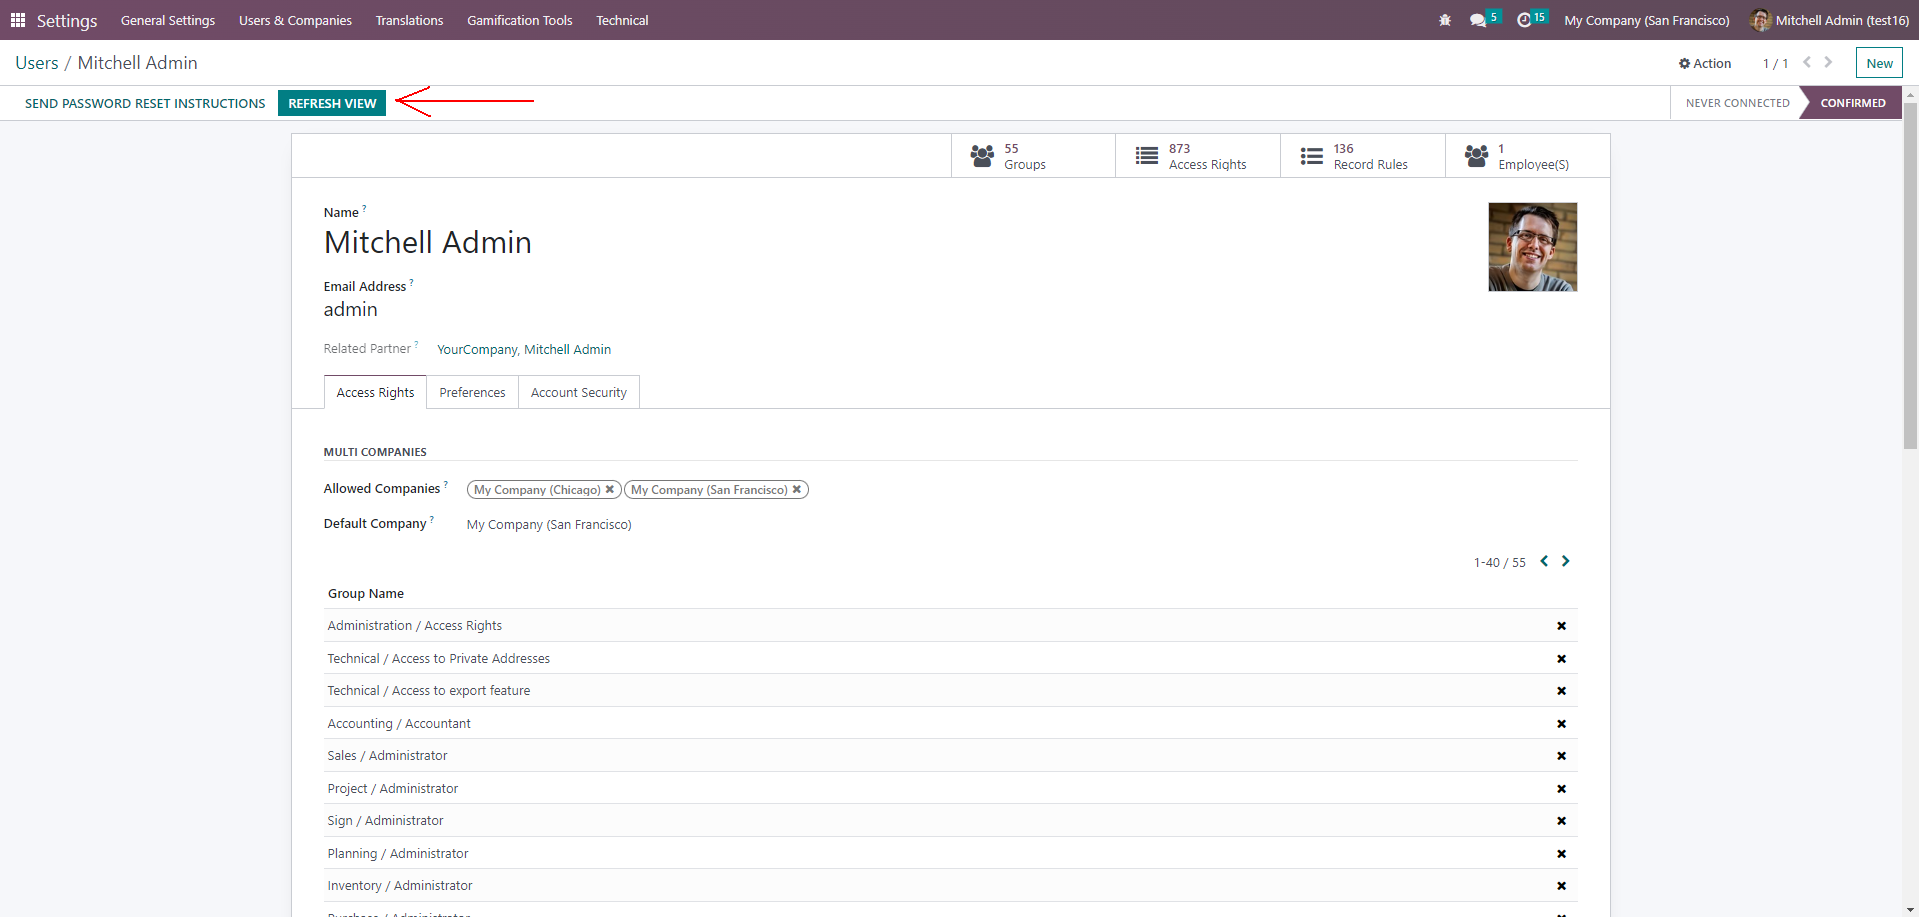 Settings General Settings Users & Companies Translations Gamification Tools Technical 5 15 My Company (San Francisco) Mitchell Admin (test16)
Users / Mitchell Admin Action 1 / 1 New
SEND PASSWORD RESET INSTRUCTIONS REFRESH VIEW NEVER CONNECTED CONFIRMED
55 Groups
873 Access Rights
136 Record Rules
1 Employee(S)
Name ?
Mitchell Admin
Email Address ?
admin
Related Partner ? YourCompany, Mitchell Admin
Access Rights Preferences Account Security
MULTI COMPANIES
Allowed Companies ? My Company (Chicago) ✖ My Company (San Francisco) ✖
Default Company ? My Company (San Francisco)
1-40 / 55
Group Name
Administration / Access Rights
Technical / Access to Private Addresses
Technical / Access to export feature
Accounting / Accountant
Sales / Administrator
Project / Administrator
Sign / Administrator
Planning / Administrator
Inventory / Administrator
Purchase / Administrator